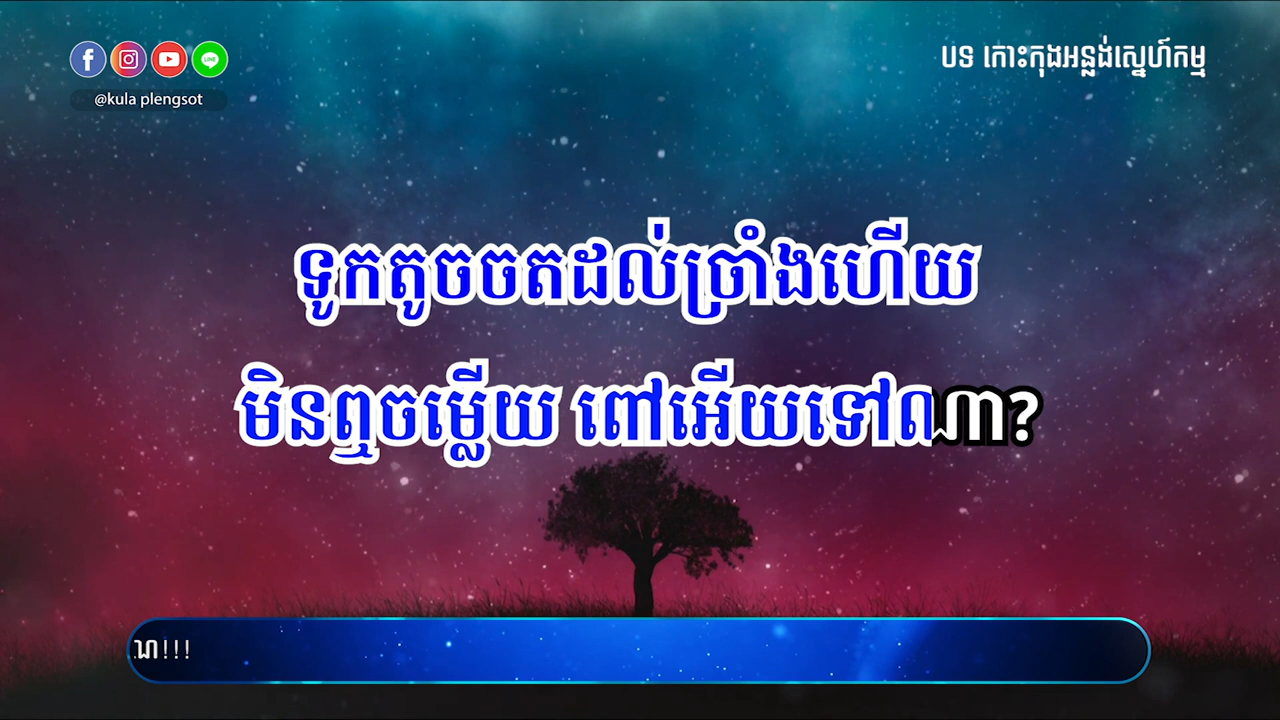 បទ កោះកុងអន្លង់ស្នេហ៍កម្ម
@kula plengsot
ទូកតូចចតដល់ច្រាំងហើយ
មិនឮចម្លើយ ពៅអើយទៅណា?
ណា!!!